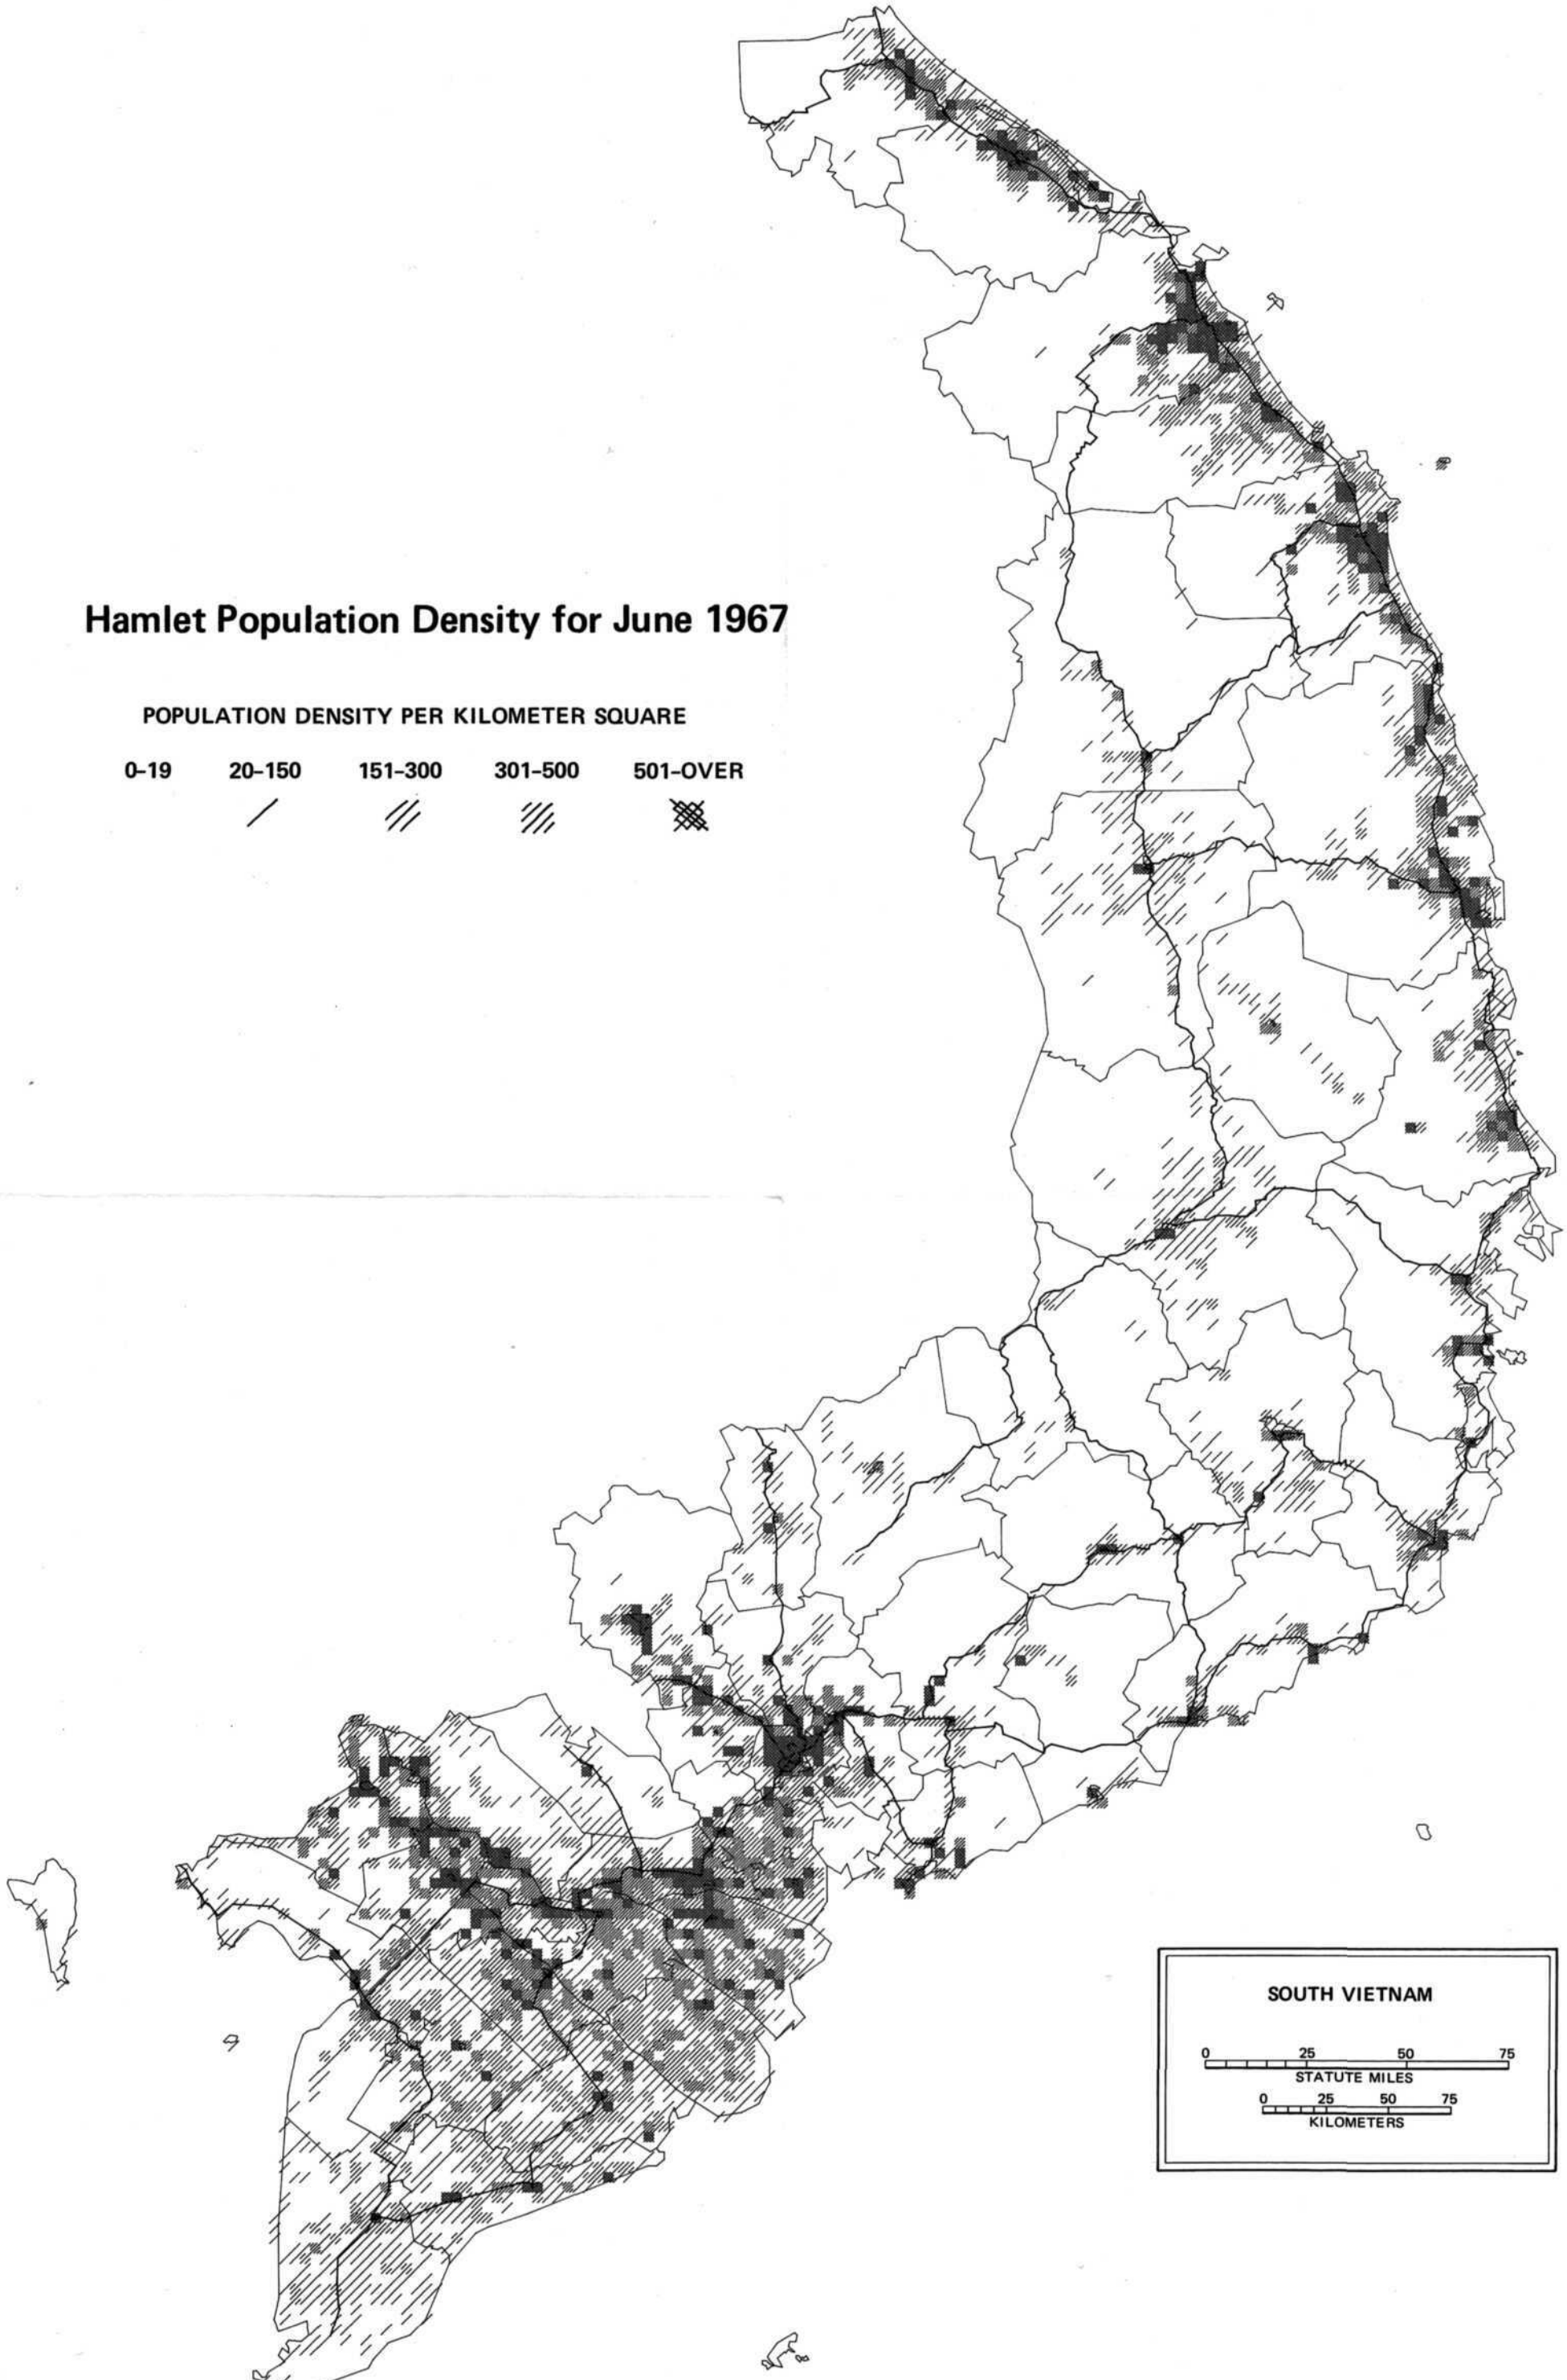 Hamlet Population Density for June 1967
POPULATION DENSITY PER KILOMETER SQUARE
0-19 20-150 151-300 301-500 501-OVER
SOUTH VIETNAM
0 25 50 75
STATUTE MILES
0 25 50 75
KILOMETERS